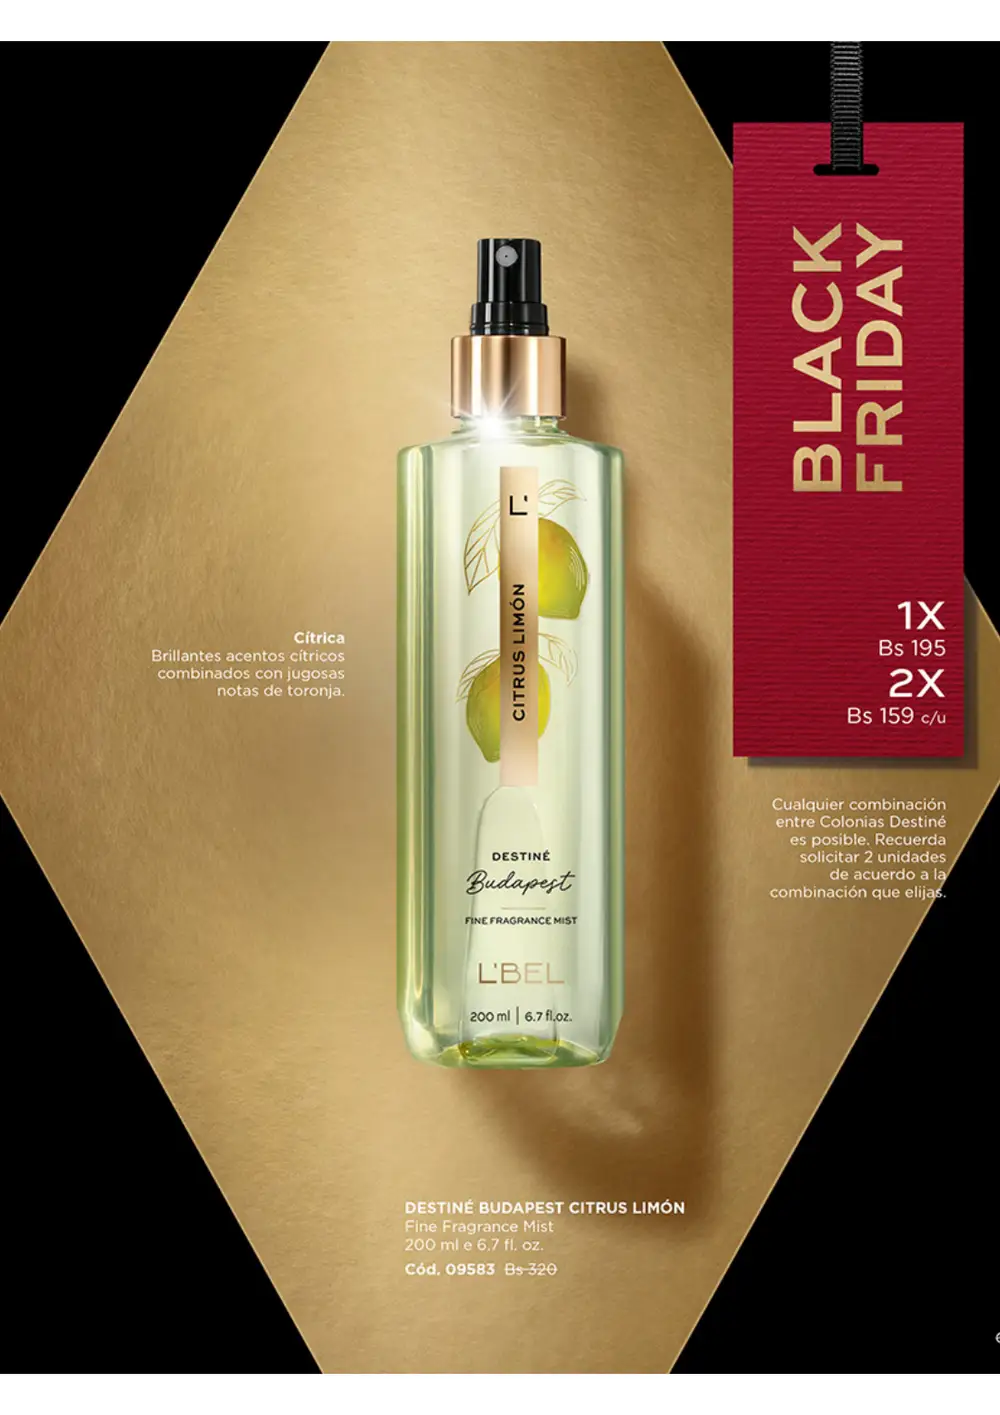 BLACK
FRIDAY
1X
Bs 195
2X
Bs 159 c/u
Cualquier combinación
entre Colonias Destiné
es posible. Recuerda
solicitar 2 unidades
de acuerdo a la
combinación que elijas.
Cítrica
Brillantes acentos cítricos
combinados con jugosas
notas de toronja.
L'
CITRUS LIMÓN
DESTINÉ
Budapest
FINE FRAGRANCE MIST
L'BEL
200 ml | 6.7 fl.oz.
DESTINÉ BUDAPEST CITRUS LIMÓN
Fine Fragrance Mist
200 ml e 6.7 fl. oz.
Cód. 09583 Bs 320